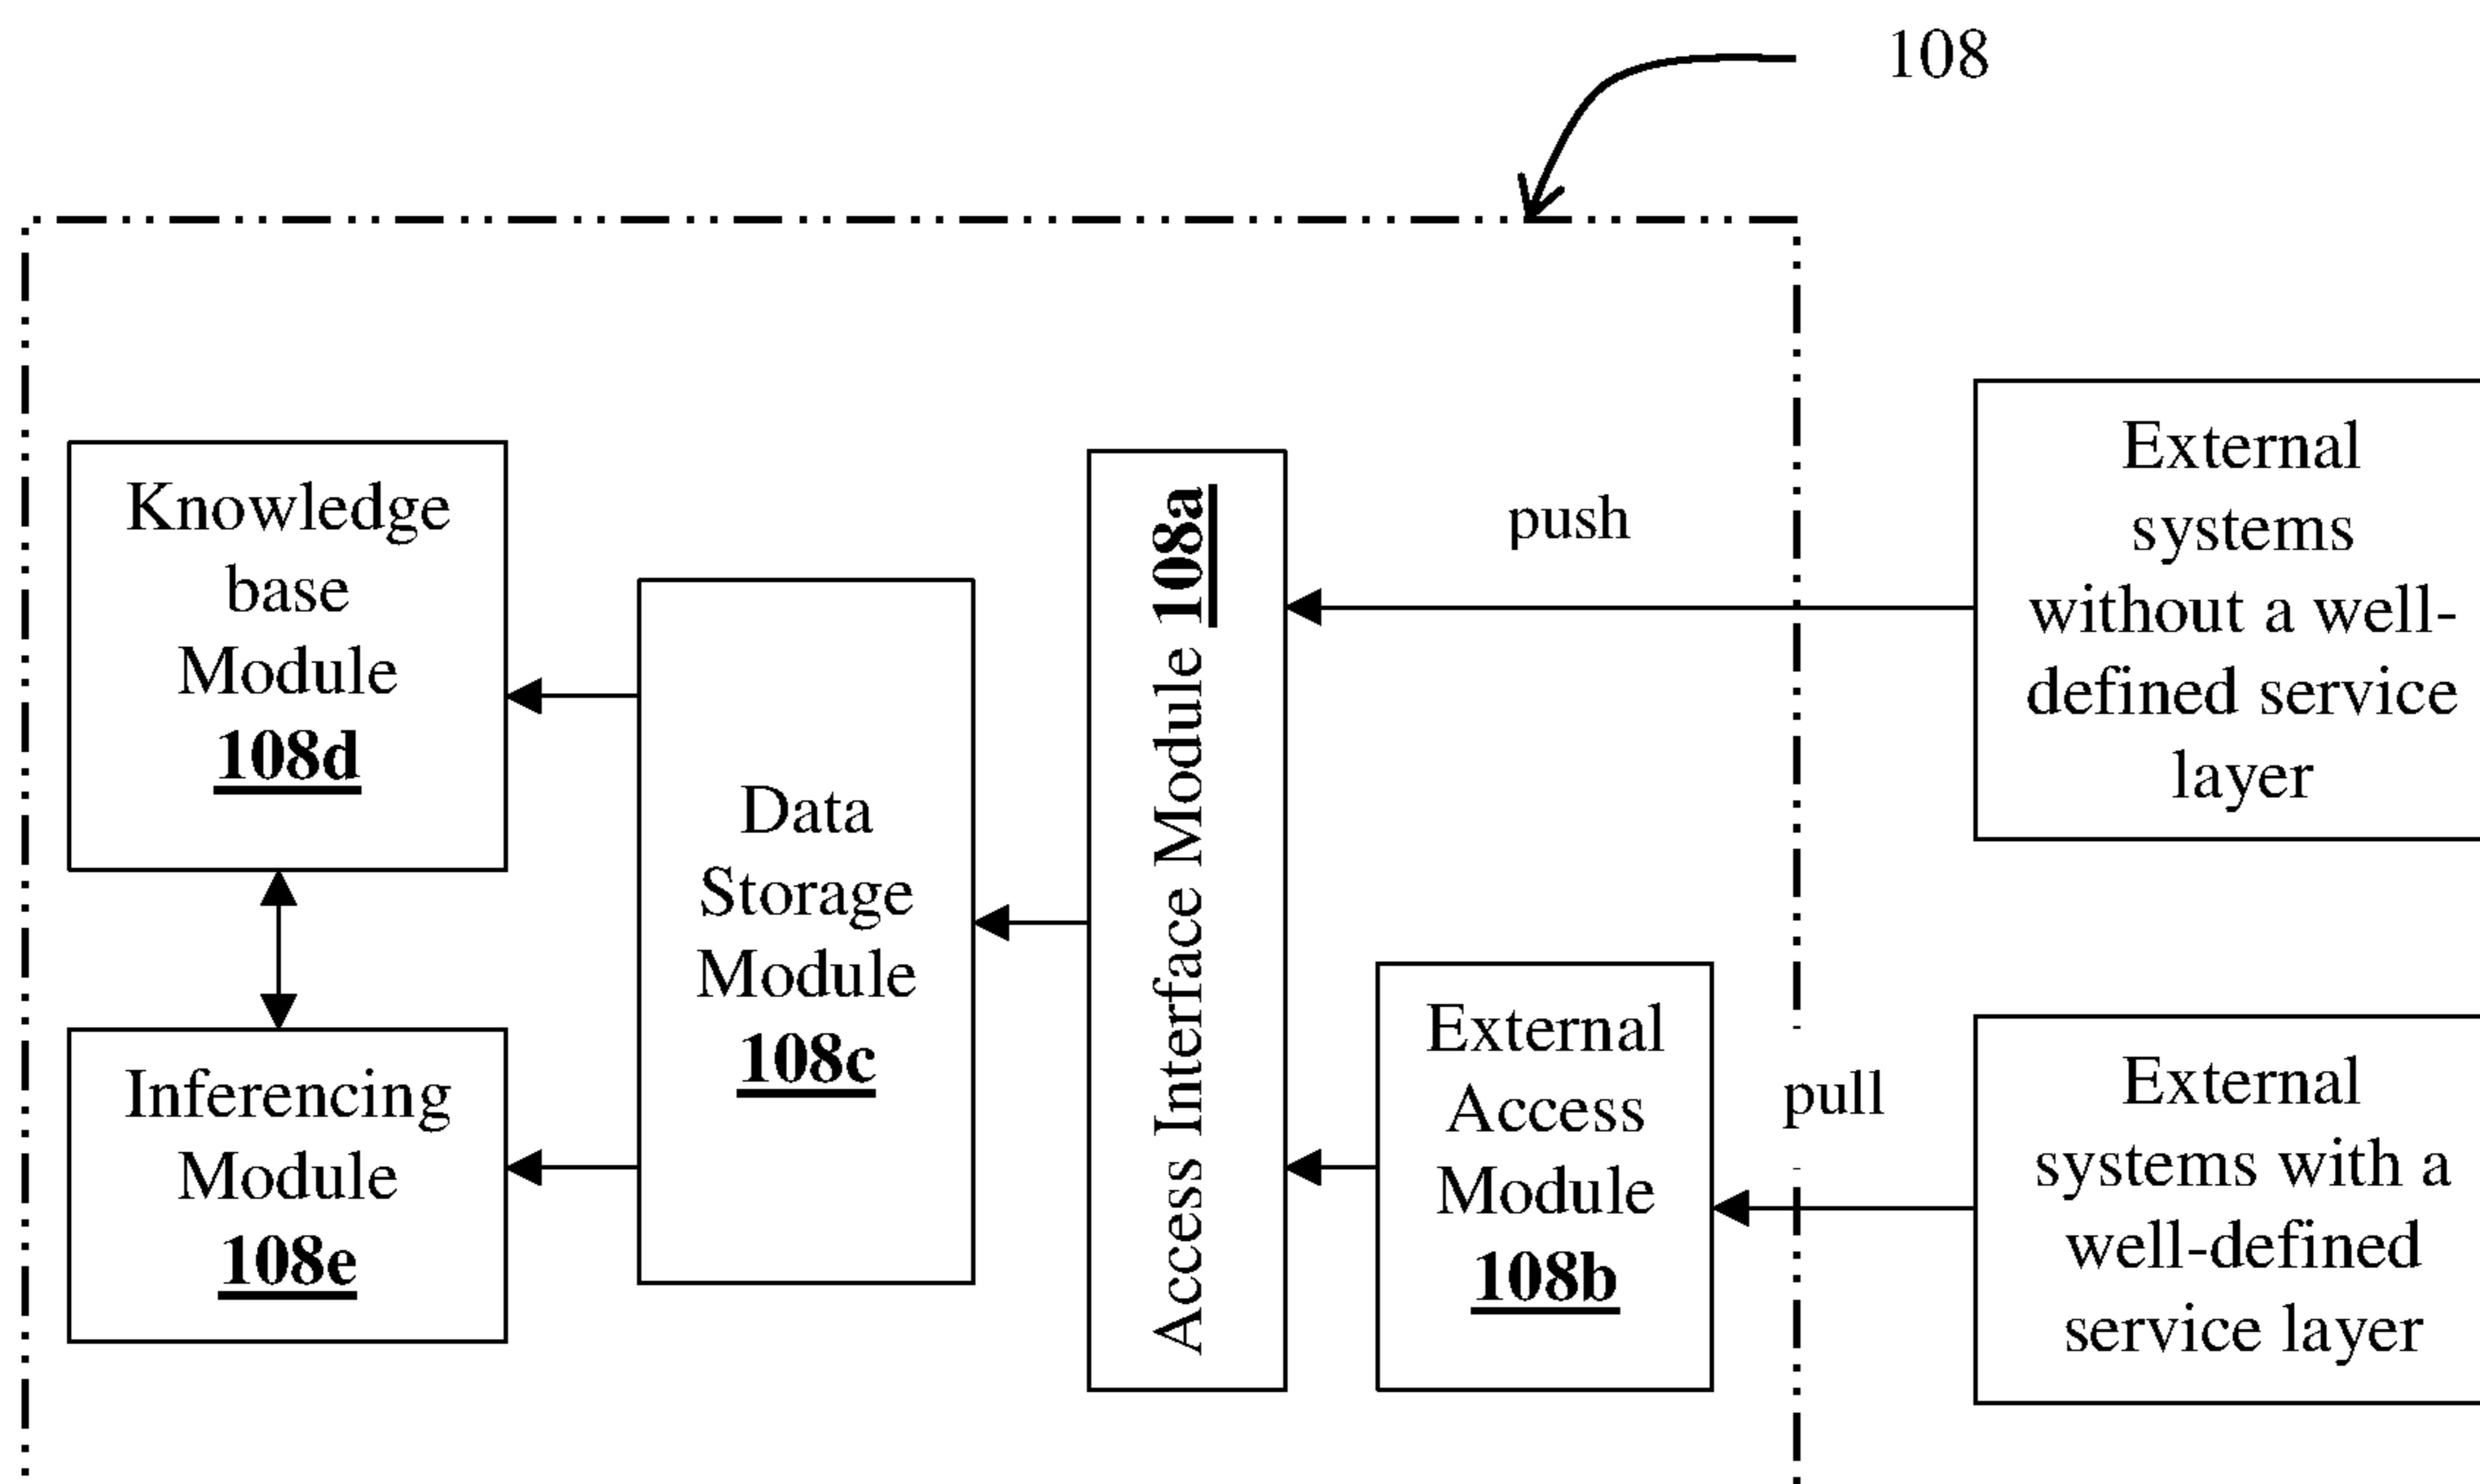 108
Knowledge
base
Module
108d
Inferencing
Module
108e
Data
Storage
Module
108c
Access Interface Module 108a
push
External
Access
Module
108b
pull
External
systems
without a well-
defined service
layer
External
systems with a
well-defined
service layer